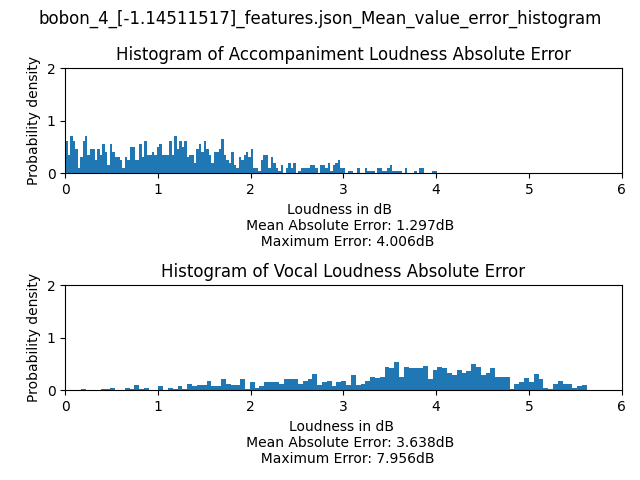 bobon_4_[-1.14511517]_features.json_Mean_value_error_histogram
Histogram of Accompaniment Loudness Absolute Error
Probability density
2
1
0
0 1 2 3 4 5 6
Loudness in dB
Mean Absolute Error: 1.297dB
Maximum Error: 4.006dB
Histogram of Vocal Loudness Absolute Error
Probability density
2
1
0
0 1 2 3 4 5 6
Loudness in dB
Mean Absolute Error: 3.638dB
Maximum Error: 7.956dB